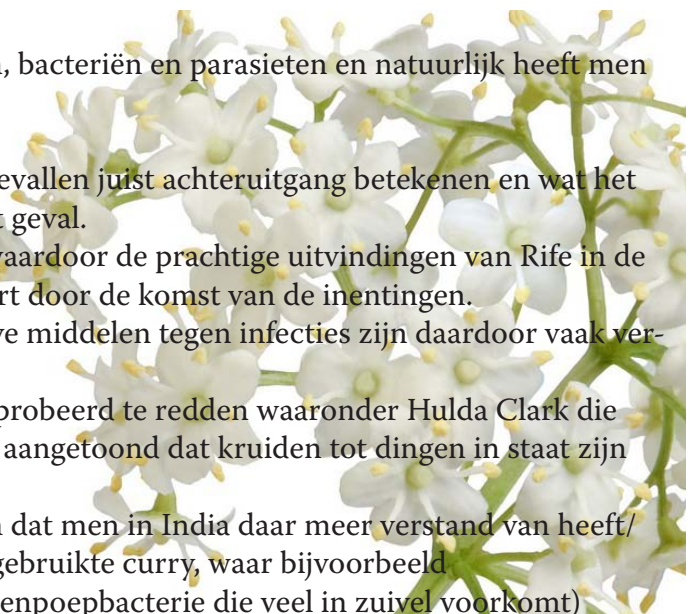 , bacteriën en parasieten en natuurlijk heeft men
evallen juist achteruitgang betekenen en wat het
t geval.
vaardoor de prachtige uitvindingen van Rife in de
rt door de komst van de inentingen.
ve middelen tegen infecties zijn daardoor vaak ver-
probeerd te redden waaronder Hulda Clark die
aangetoond dat kruiden tot dingen in staat zijn
n dat men in India daar meer verstand van heeft/
gebruikte curry, waar bijvoorbeeld
enpoepbacterie die veel in zuivel voorkomt)